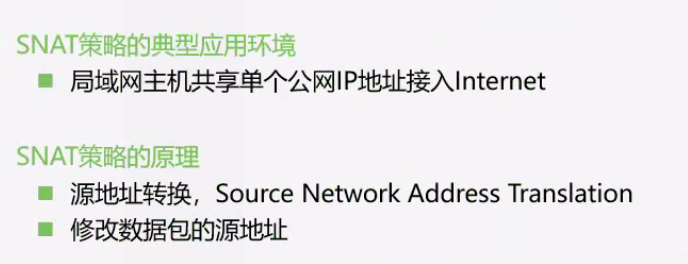 SNAT策略的典型应用环境
局域网主机共享单个公网IP地址接入Internet
SNAT策略的原理
源地址转换，Source Network Address Translation
修改数据包的源地址